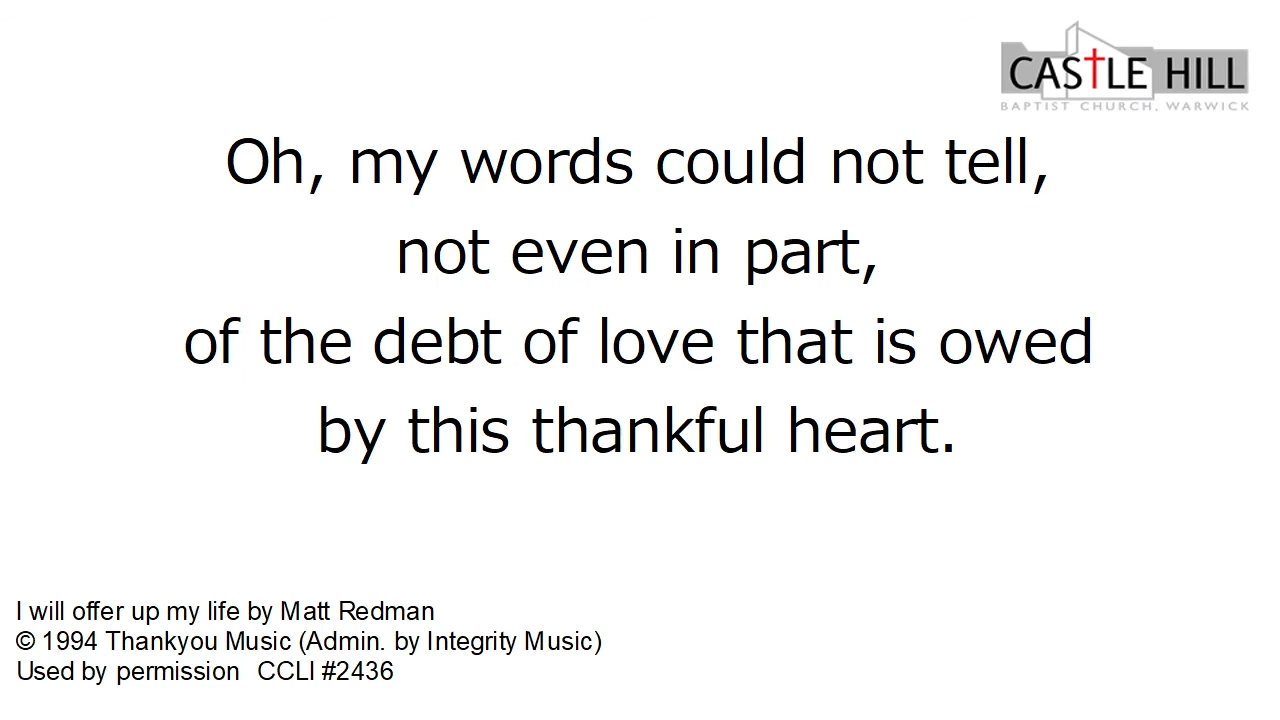 CASTLE HILL
BAPTIST CHURCH, WARWICK
Oh, my words could not tell,
not even in part,
of the debt of love that is owed
by this thankful heart.
I will offer up my life by Matt Redman
© 1994 Thankyou Music (Admin. by Integrity Music)
Used by permission CCLI #2436